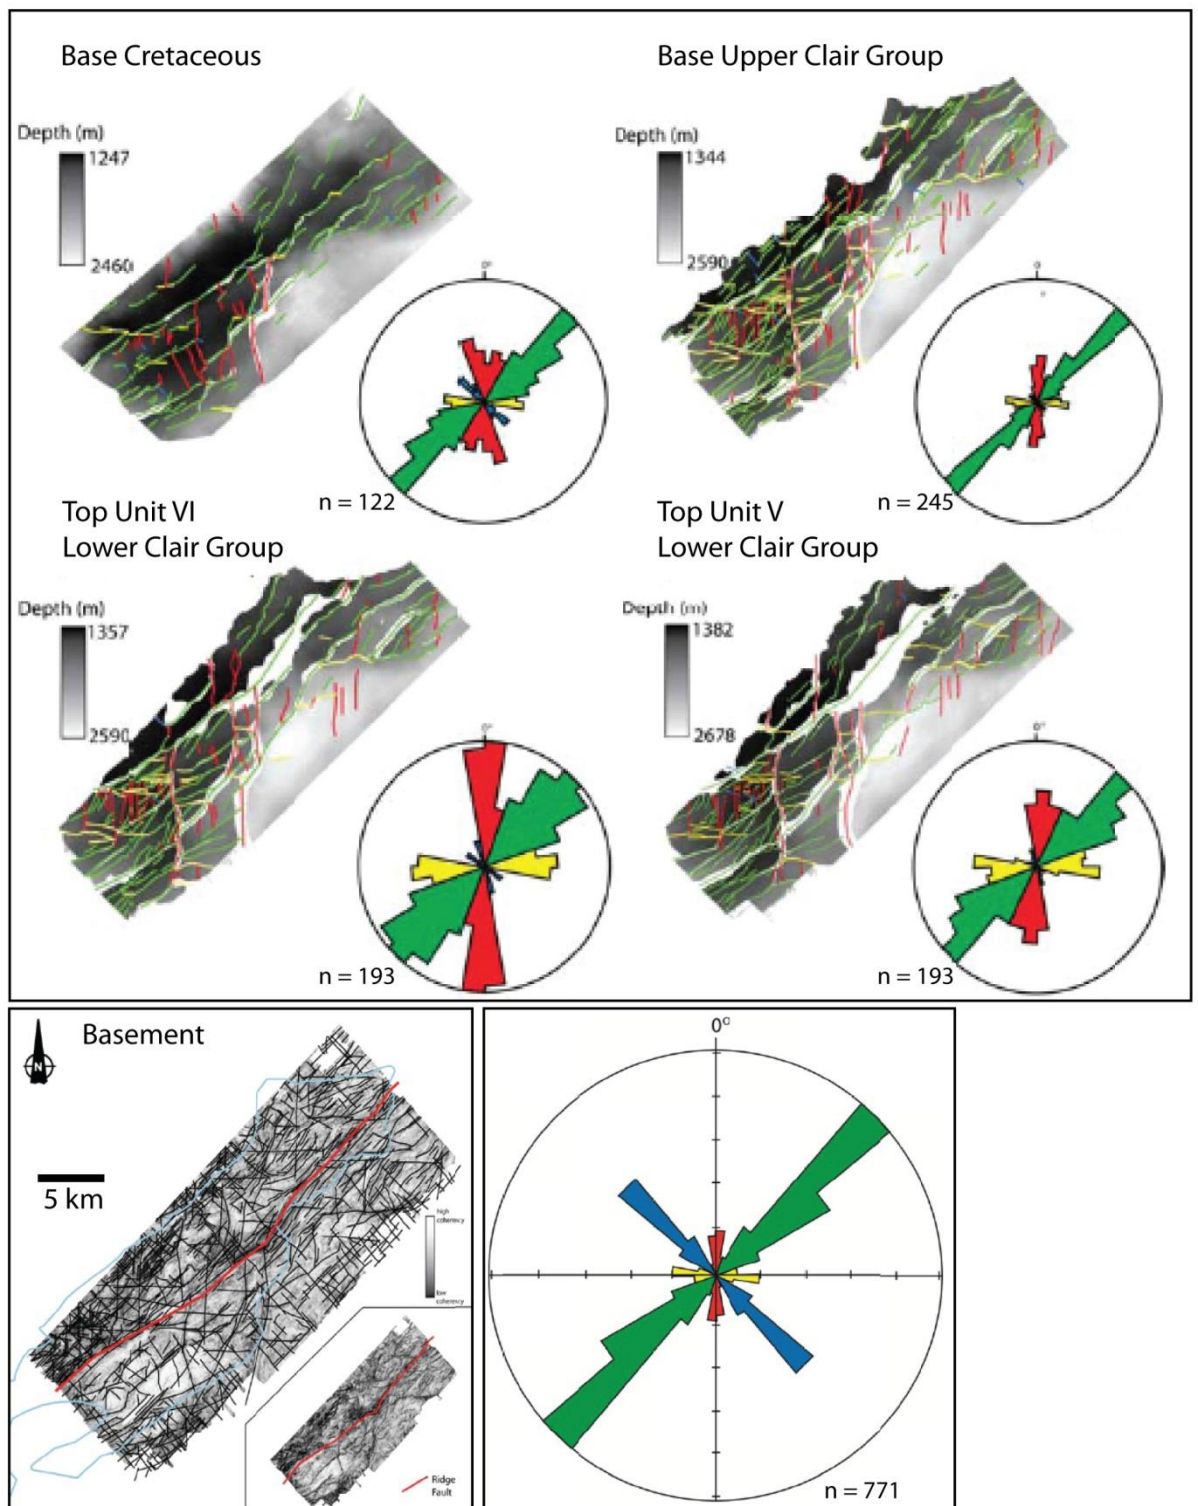 Base Cretaceous
Depth (m)
1247
2460
0°
n = 122
Base Upper Clair Group
Depth (m)
1344
2590
n = 245
Top Unit VI
Lower Clair Group
Depth (m)
1357
2590
0°
n = 193
Top Unit V
Lower Clair Group
Depth (m)
1382
2678
0°
n = 193
N
Basement
5 km
high
coherency
low
coherency
Ridge
Fault
0°
n = 771